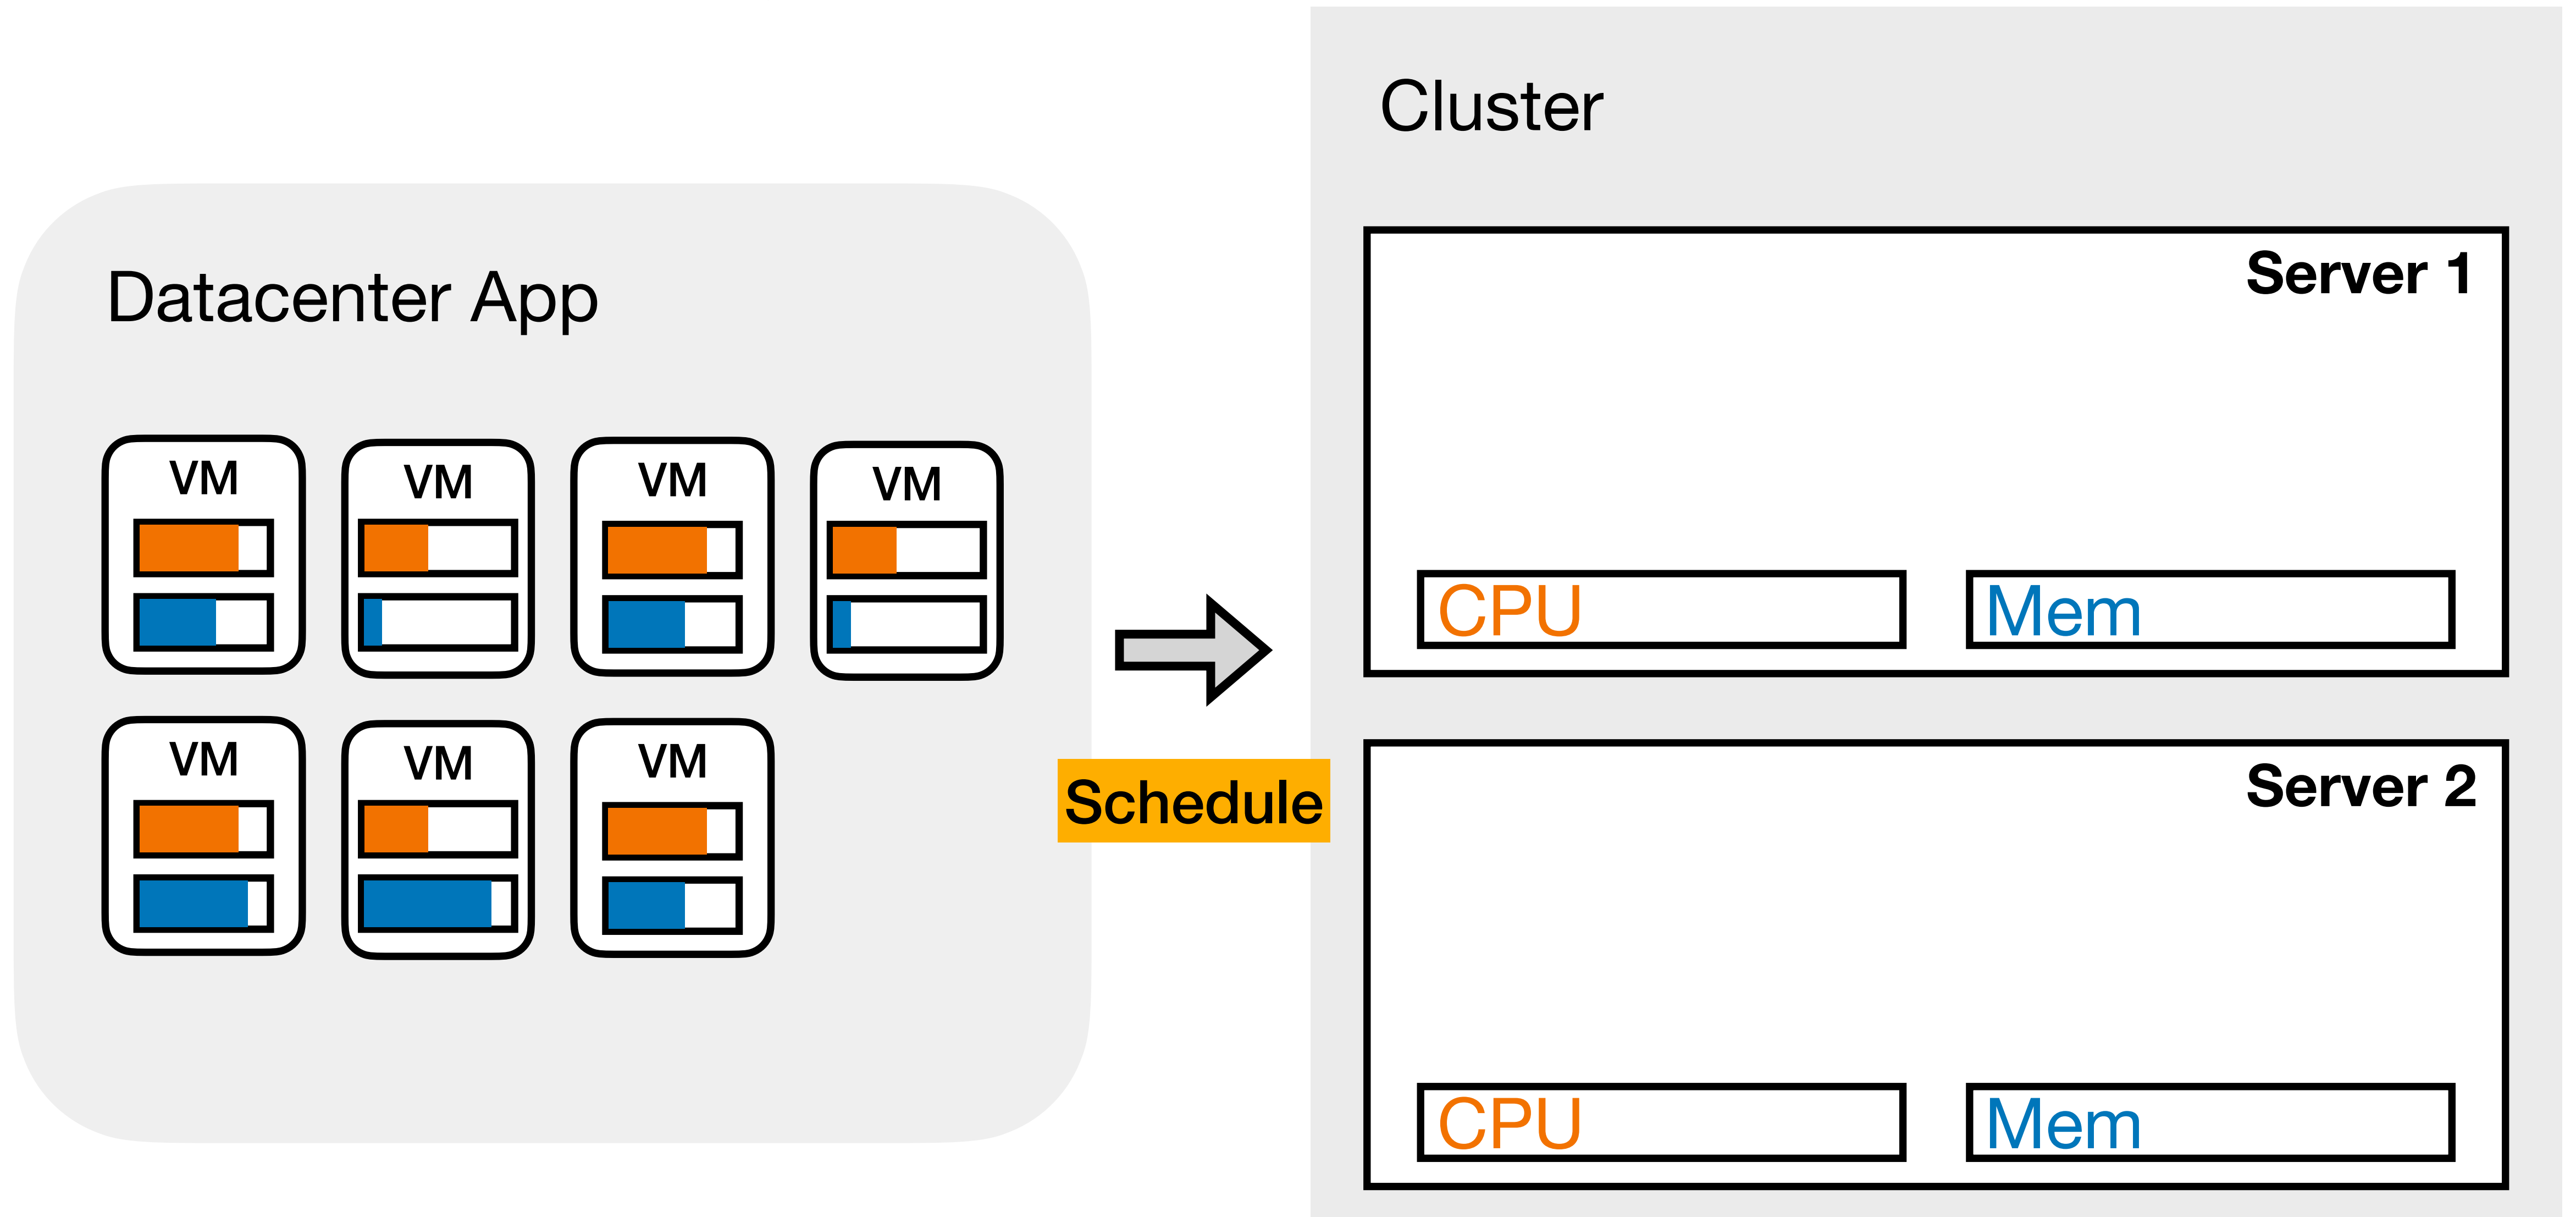 Datacenter App
VM
VM
VM
VM
VM
VM
VM
Schedule
Cluster
Server 1
CPU
Mem
Server 2
CPU
Mem